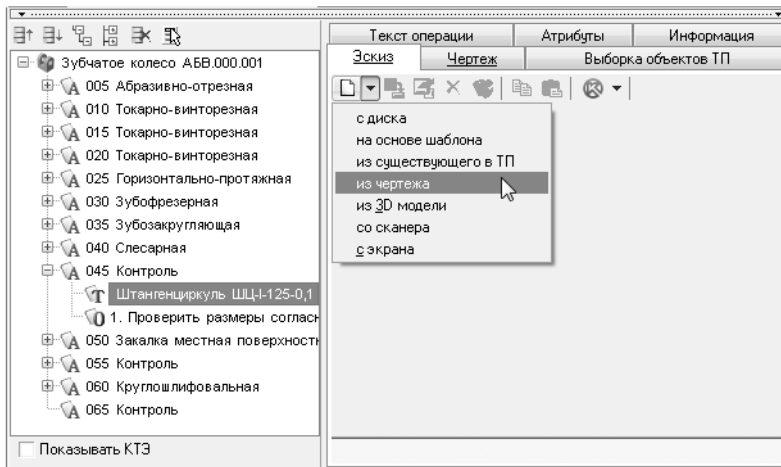 Зубчатое колесо АБВ.000.001
005 Абразивно-отрезная
010 Токарно-винторезная
015 Токарно-винторезная
020 Токарно-винторезная
025 Горизонтально-протяжная
030 Зубофрезерная
035 Зубозакругляющая
040 Слесарная
045 Контроль
Штангенциркуль ШЦ-I-125-0,1
1. Проверить размеры согласн
050 Закалка местная поверхност
055 Контроль
060 Круглошлифовальная
065 Контроль
Показывать КТЭ
Текст операции Атрибуты Информация
Эскиз Чертеж Выборка объектов ТП
с диска
на основе шаблона
из существующего в ТП
из чертежа
из 3D модели
со сканера
с экрана